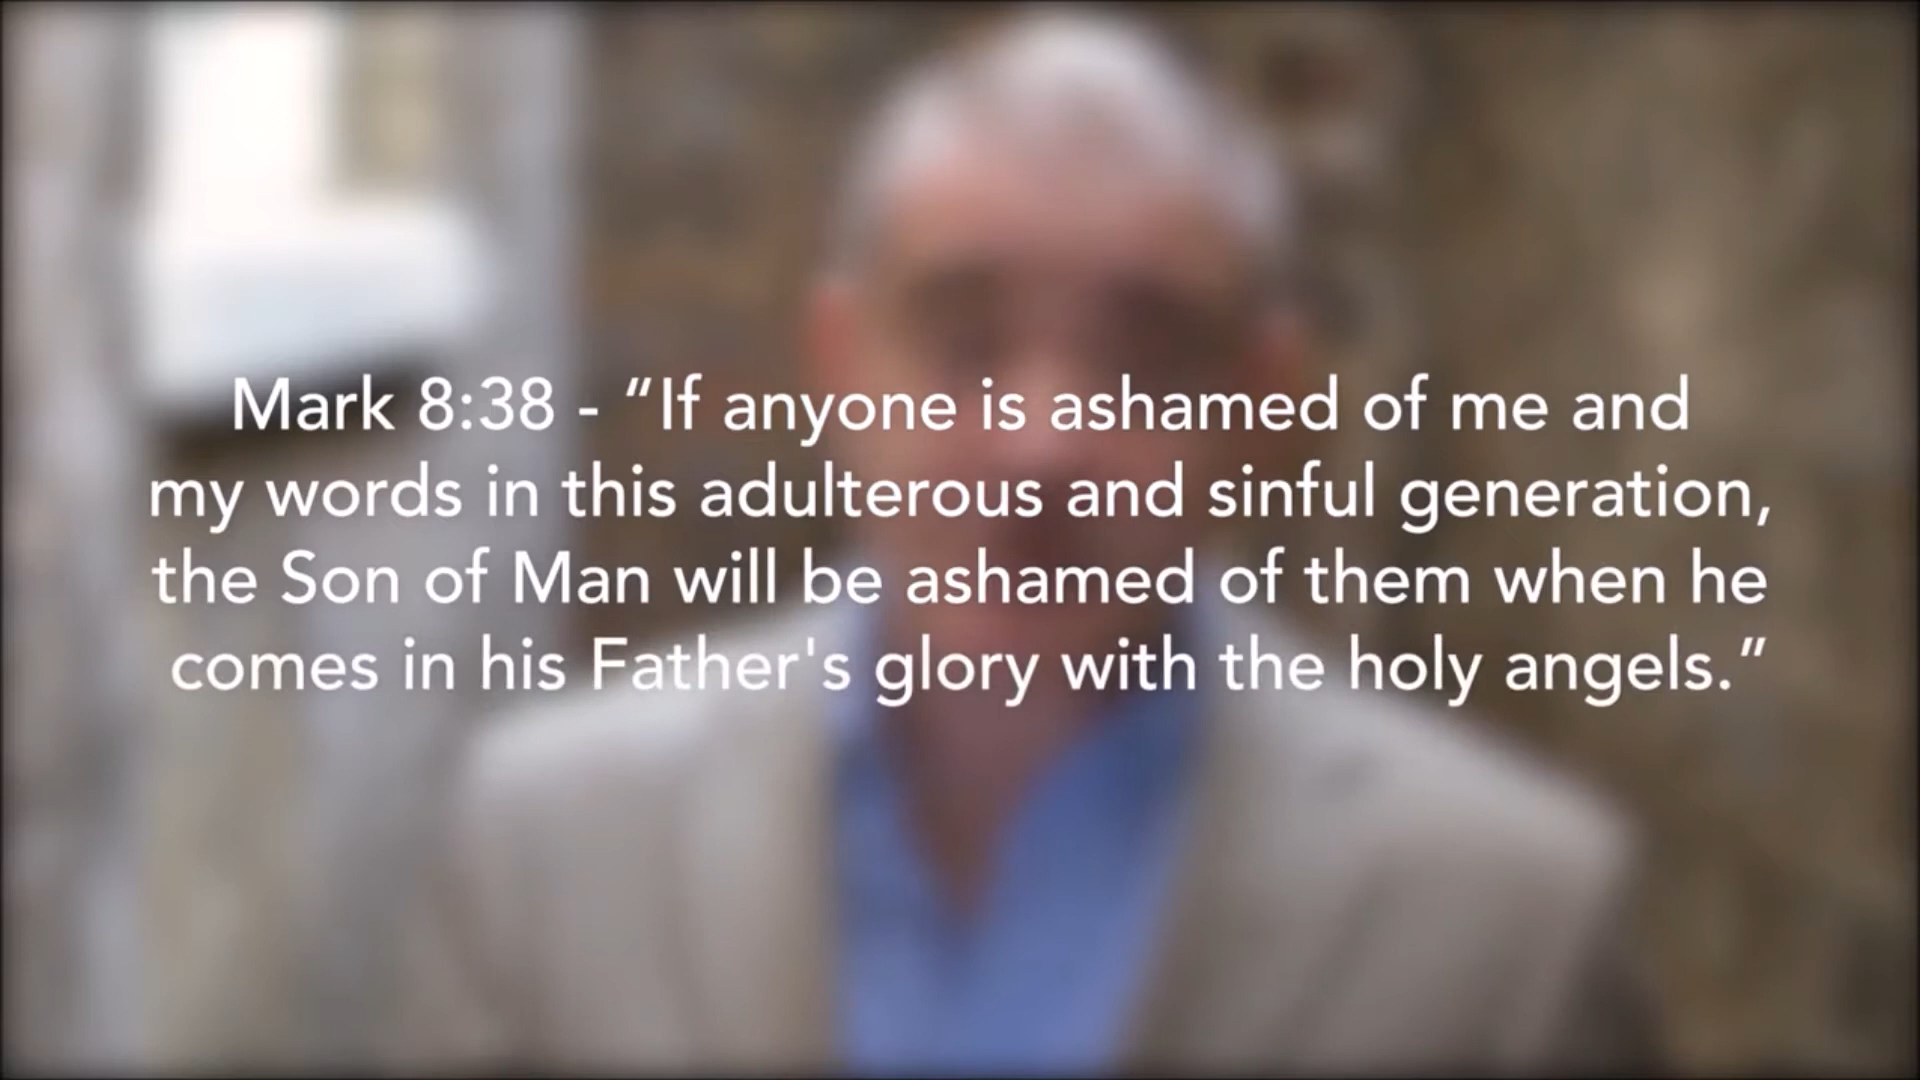 Mark 8:38 - “If anyone is ashamed of me and
my words in this adulterous and sinful generation,
the Son of Man will be ashamed of them when he
comes in his Father's glory with the holy angels.”